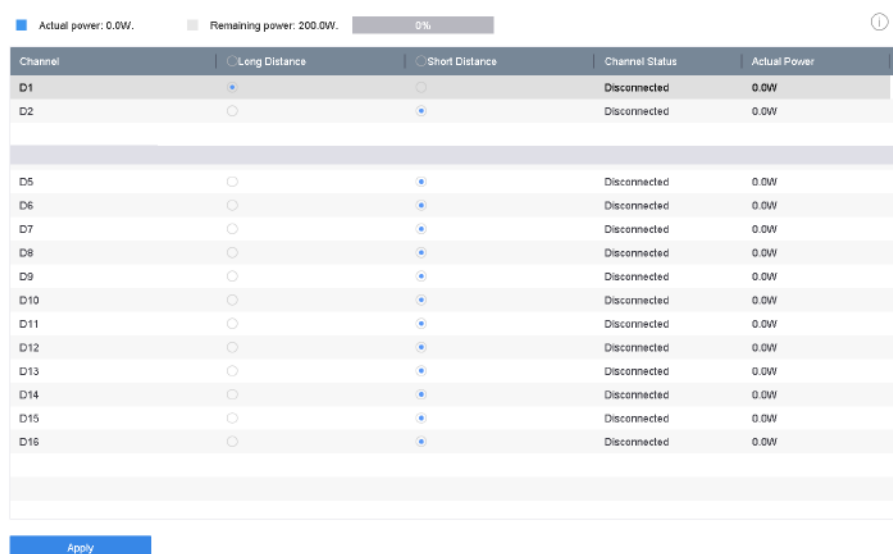 Actual power: 0.0W. Remaining power: 200.0W. 0%
Channel Long Distance Short Distance Channel Status Actual Power
D1 Disconnected 0.0W
D2 Disconnected 0.0W
D5 Disconnected 0.0W
D6 Disconnected 0.0W
D7 Disconnected 0.0W
D8 Disconnected 0.0W
D9 Disconnected 0.0W
D10 Disconnected 0.0W
D11 Disconnected 0.0W
D12 Disconnected 0.0W
D13 Disconnected 0.0W
D14 Disconnected 0.0W
D15 Disconnected 0.0W
D16 Disconnected 0.0W
Apply